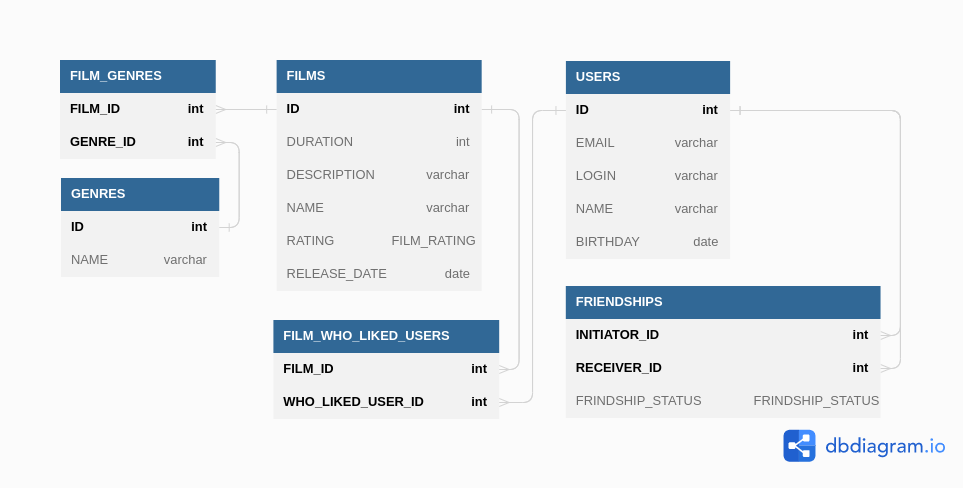 FILM_GENRES
FILM_ID int
GENRE_ID int
GENRES
ID int
NAME varchar
FILMS
ID int
DURATION int
DESCRIPTION varchar
NAME varchar
RATING FILM_RATING
RELEASE_DATE date
FILM_WHO_LIKED_USERS
FILM_ID int
WHO_LIKED_USER_ID int
USERS
ID int
EMAIL varchar
LOGIN varchar
NAME varchar
BIRTHDAY date
FRIENDSHIPS
INITIATOR_ID int
RECEIVER_ID int
FRINDSHIP_STATUS FRINDSHIP_STATUS
dbdiagram.io